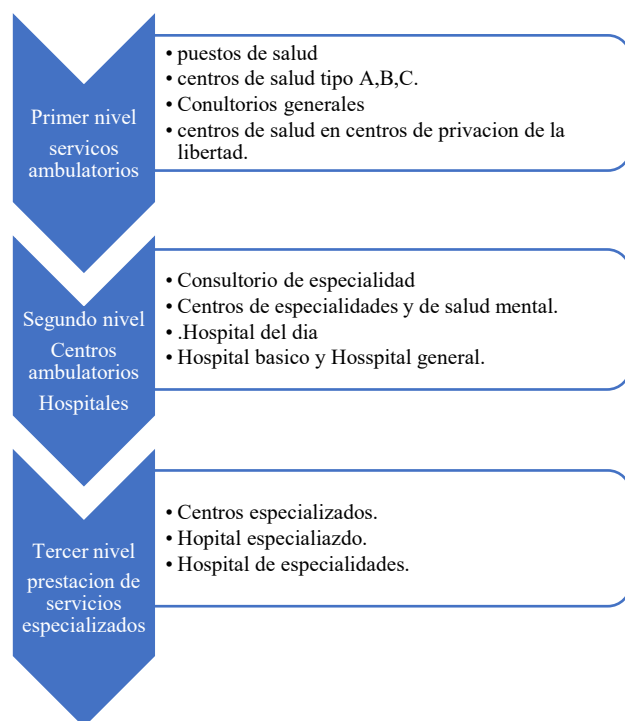 Primer nivel
servicos
ambulatorios
• puestos de salud
• centros de salud tipo A,B,C.
• Conultorios generales
• centros de salud en centros de privacion de la
libertad.
Segundo nivel
Centros
ambulatorios
Hospitales
• Consultorio de especialidad
• Centros de especialidades y de salud mental.
• .Hospital del dia
• Hospital basico y Hosspital general.
Tercer nivel
prestacion de
servicios
especializados
• Centros especializados.
• Hopital especialiazdo.
• Hospital de especialidades.